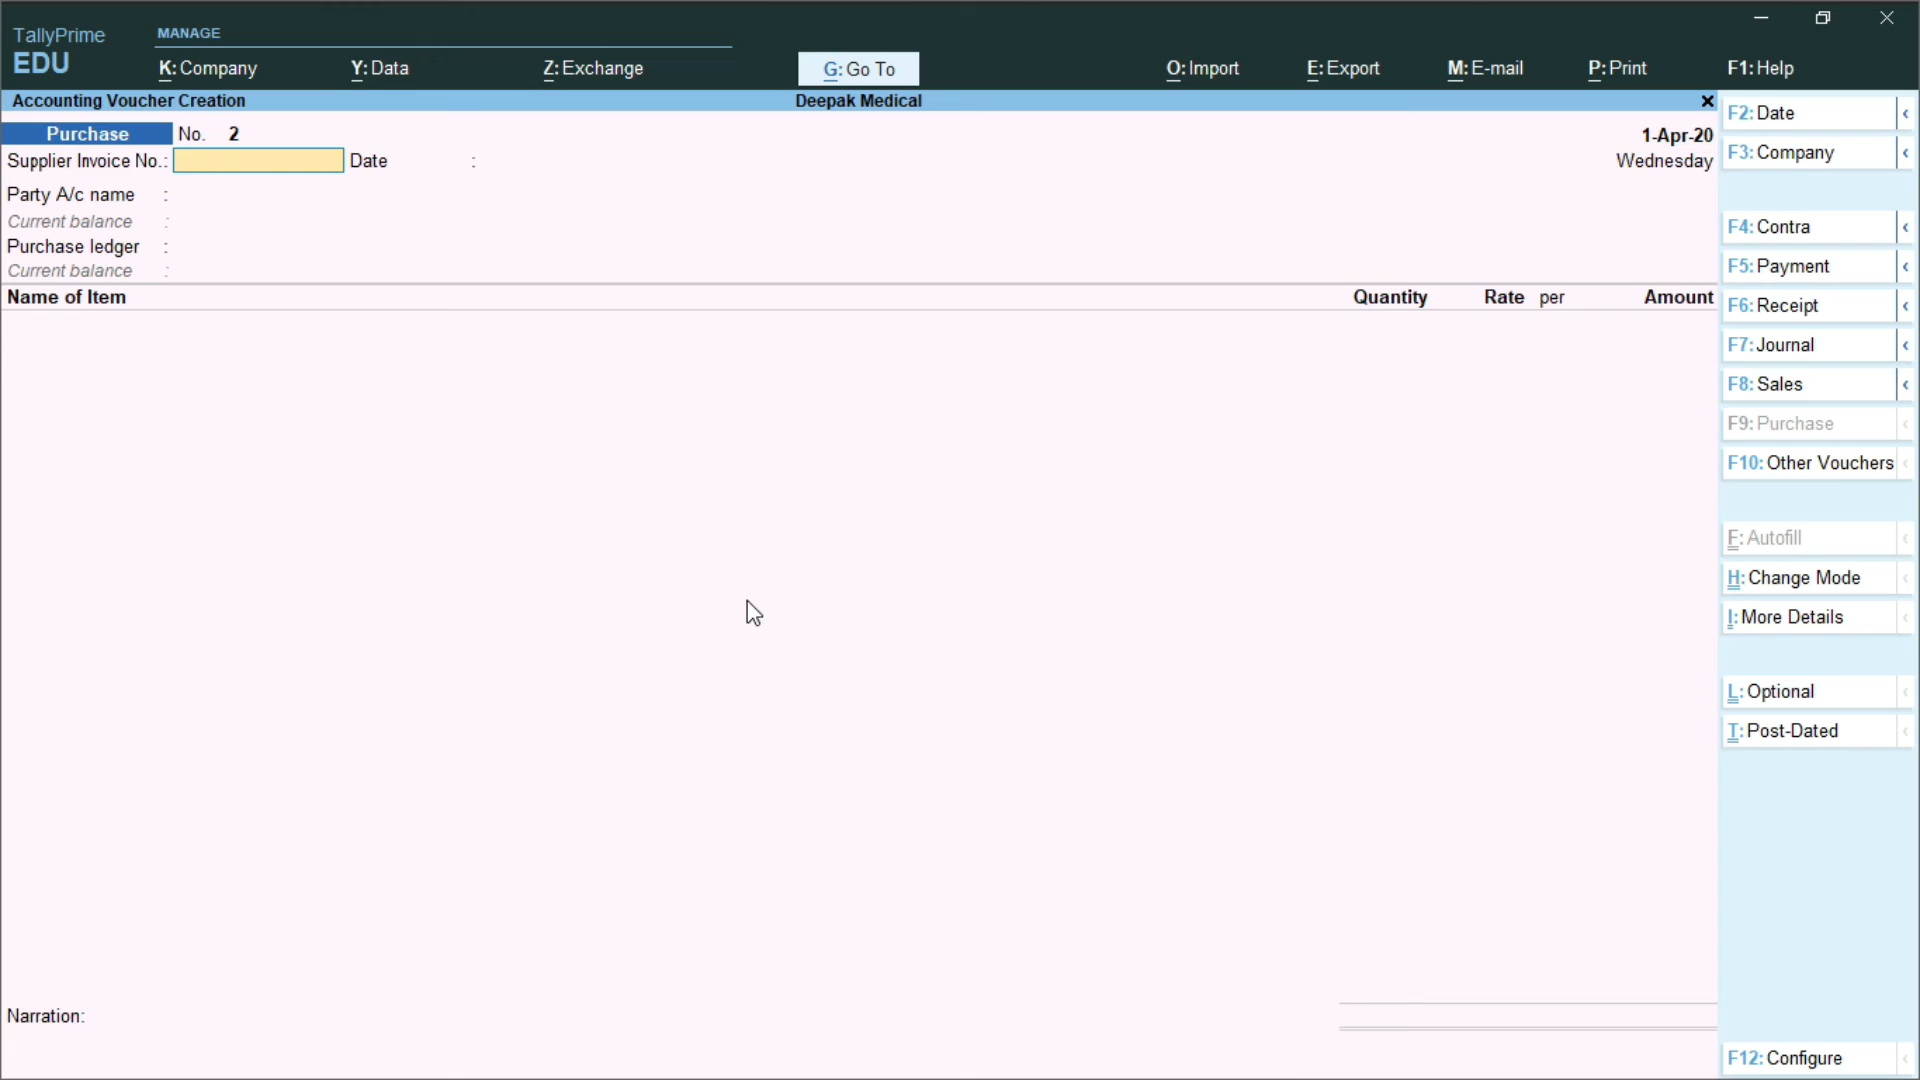 TallyPrime
EDU
MANAGE
K: Company
Y: Data
Z: Exchange
G: Go To
O: Import
E: Export
M: E-mail
P: Print
F1: Help
Accounting Voucher Creation
Deepak Medical
Purchase No. 2
1-Apr-20
Supplier Invoice No.: Date :
Wednesday
Party A/c name :
Current balance :
Purchase ledger :
Current balance :
Name of Item Quantity Rate per Amount
Narration:
F2: Date
F3: Company
F4: Contra
F5: Payment
F6: Receipt
F7: Journal
F8: Sales
F9: Purchase
F10: Other Vouchers
F: Autofill
H: Change Mode
I: More Details
L: Optional
T: Post-Dated
F12: Configure